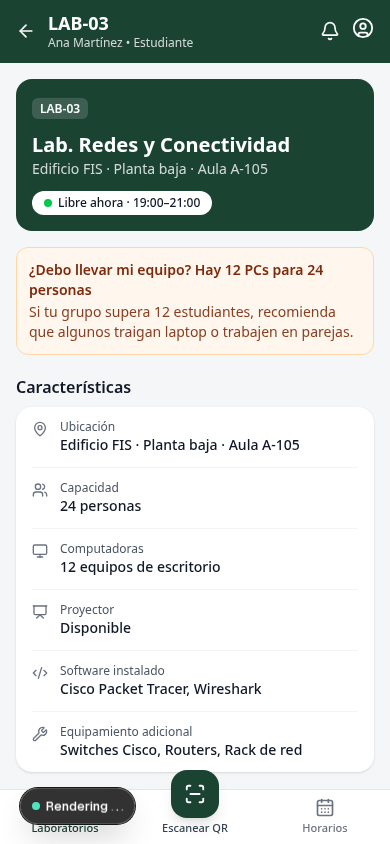 LAB-03
Ana Martínez • Estudiante
LAB-03
Lab. Redes y Conectividad
Edificio FIS · Planta baja · Aula A-105
Libre ahora · 19:00–21:00
¿Debo llevar mi equipo? Hay 12 PCs para 24
personas
Si tu grupo supera 12 estudiantes, recomienda
que algunos traigan laptop o trabajen en parejas.
Características
Ubicación
Edificio FIS · Planta baja · Aula A-105
Capacidad
24 personas
Computadoras
12 equipos de escritorio
Proyector
Disponible
Software instalado
Cisco Packet Tracer, Wireshark
Equipamiento adicional
Switches Cisco, Routers, Rack de red
Rendering ...
Laboratorios
Escanear QR
Horarios